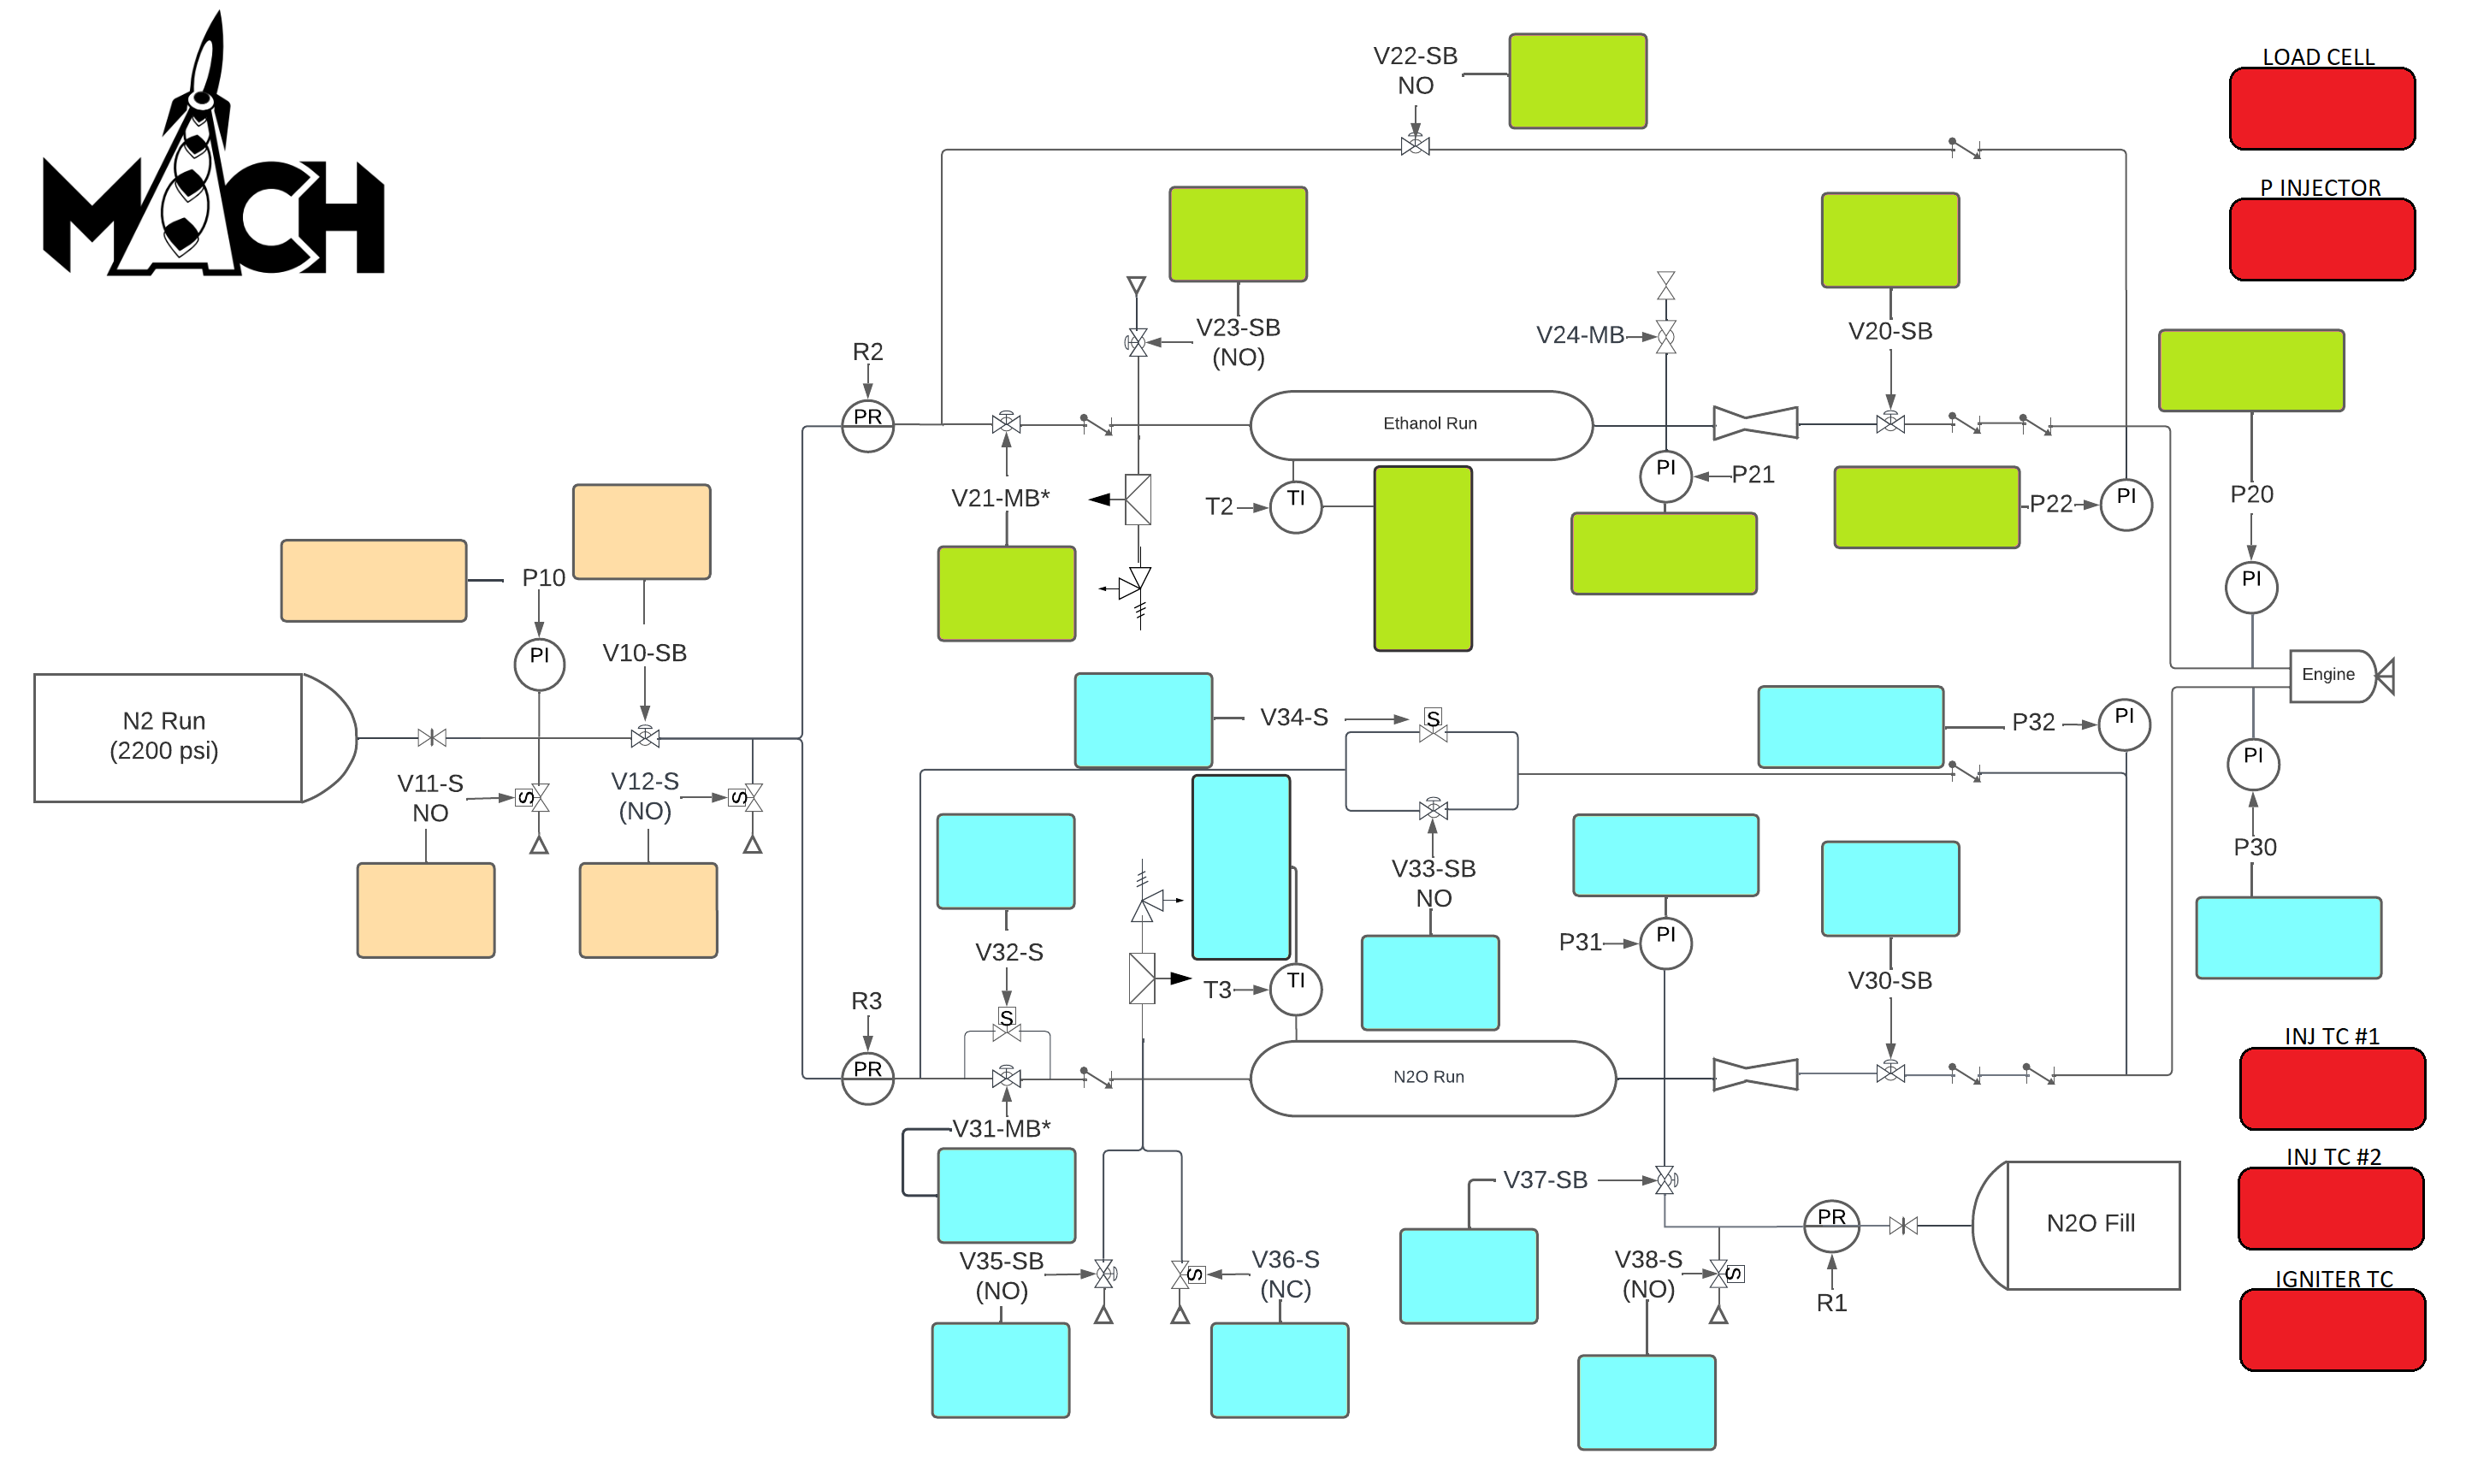 MACH
V22-SB
NO
LOAD CELL
P INJECTOR
V23-SB
(NO)
V24-MB
V20-SB
R2
PR
Ethanol Run
V21-MB*
T2
TI
PI
P21
P22
PI
P20
PI
P10
PI
V10-SB
N2 Run
(2200 psi)
V11-S
NO
S
V12-S
(NO)
S
V34-S
S
P32
PI
Engine
PI
P30
V33-SB
NO
V32-S
S
P31
PI
V30-SB
T3
TI
R3
PR
N2O Run
V31-MB*
V35-SB
(NO)
V36-S
(NC)
S
V37-SB
V38-S
(NO)
S
PR
R1
N2O Fill
INJ TC #1
INJ TC #2
IGNITER TC